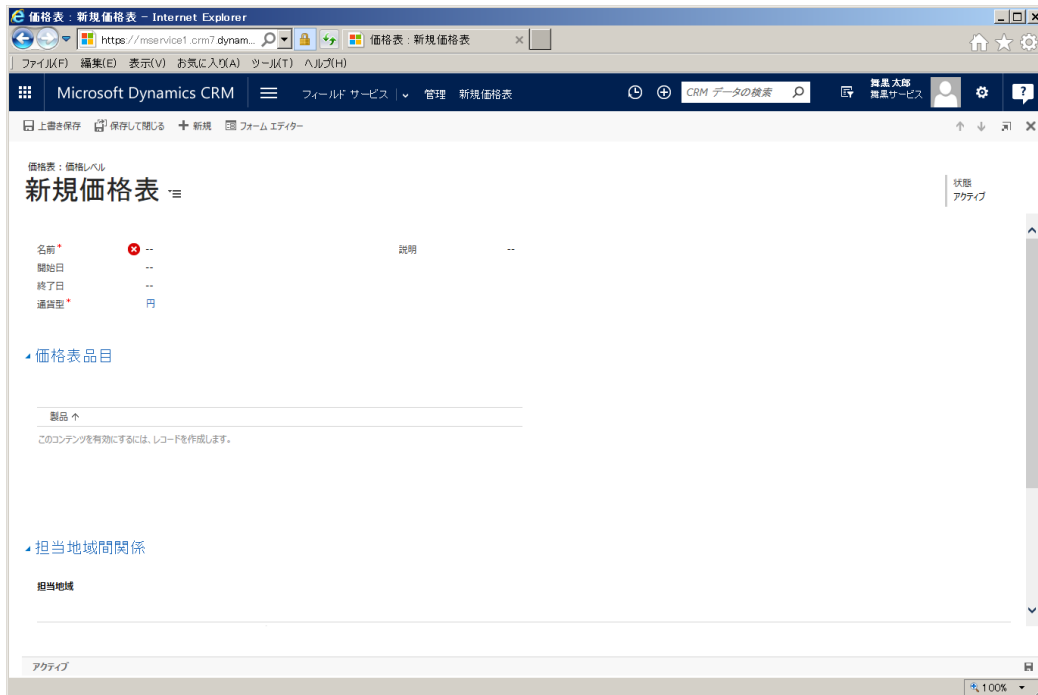 価格表 : 新規価格表 - Internet Explorer
https://mservice1.crm7.dynam... 価格表 : 新規価格表
ファイル(F) 編集(E) 表示(V) お気に入り(A) ツール(T) ヘルプ(H)
Microsoft Dynamics CRM フィールド サービス 管理 新規価格表 CRM データの検索 舞黒 太郎
舞黒サービス
上書き保存 保存して閉じる 新規 フォーム エディター
価格表 : 価格レベル
新規価格表
状態
アクティブ
名前* -- 説明 --
開始日 --
終了日 --
通貨型* 円
価格表品目
製品 ↑
このコンテンツを有効にするには、レコードを作成します。
担当地域間関係
担当地域
アクティブ
100%